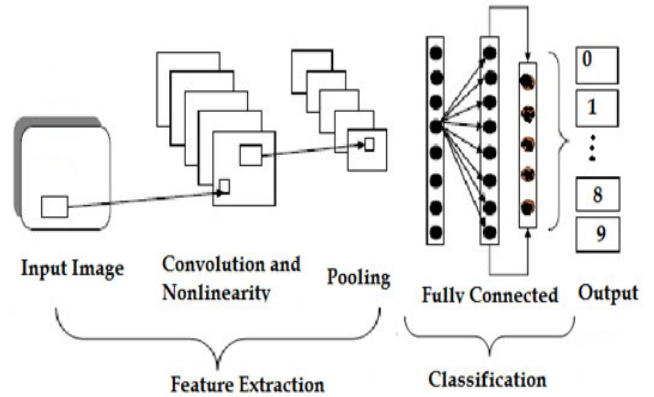 0
1
8
9
Input Image
Convolution and
Nonlinearity
Pooling
Fully Connected
Output
Feature Extraction
Classification